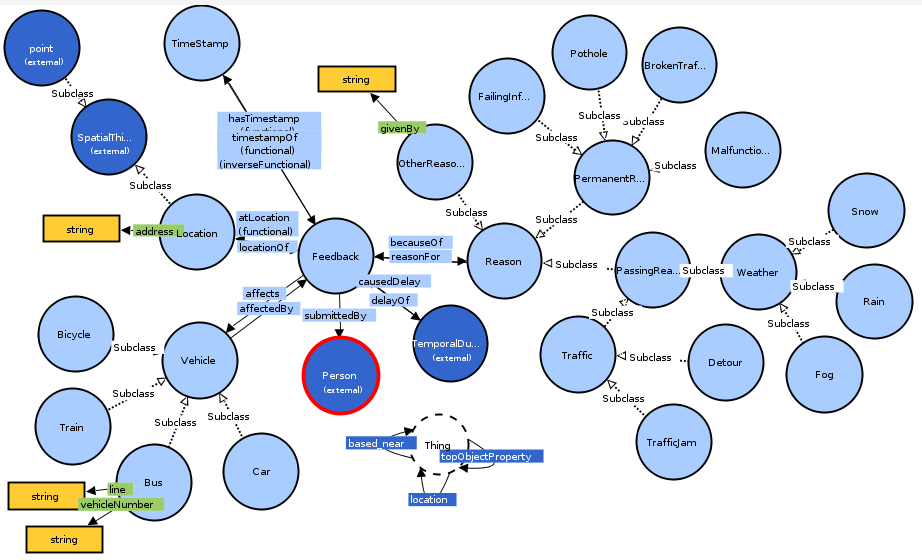 point
(external)
Subclass
SpatialThi...
(external)
Subclass
TimeStamp
hasTimestamp
(functional)
timestampOf
(functional)
(inverseFunctional)
string
givenBy
OtherReaso...
Subclass
FailingInf...
Pothole
BrokenTraf...
Subclass
Subclass
Subclass
Malfunctio...
Subclass
PermanentR...
Subclass
string
address
Location
atLocation
(functional)
locationOf
Feedback
becauseOf
reasonFor
Reason
Subclass
PassingRea...
Subclass
Weather
Subclass
Snow
Subclass
Rain
Subclass
Fog
causedDelay
delayOf
affects
affectedBy
submittedBy
TemporalDu...
(external)
Person
(external)
Bicycle
Subclass
Vehicle
Train
Subclass
Subclass
Subclass
Bus
Car
string
line
vehicleNumber
string
Thing
based_near
topObjectProperty
location
Subclass
Traffic
Subclass
Detour
Subclass
TrafficJam